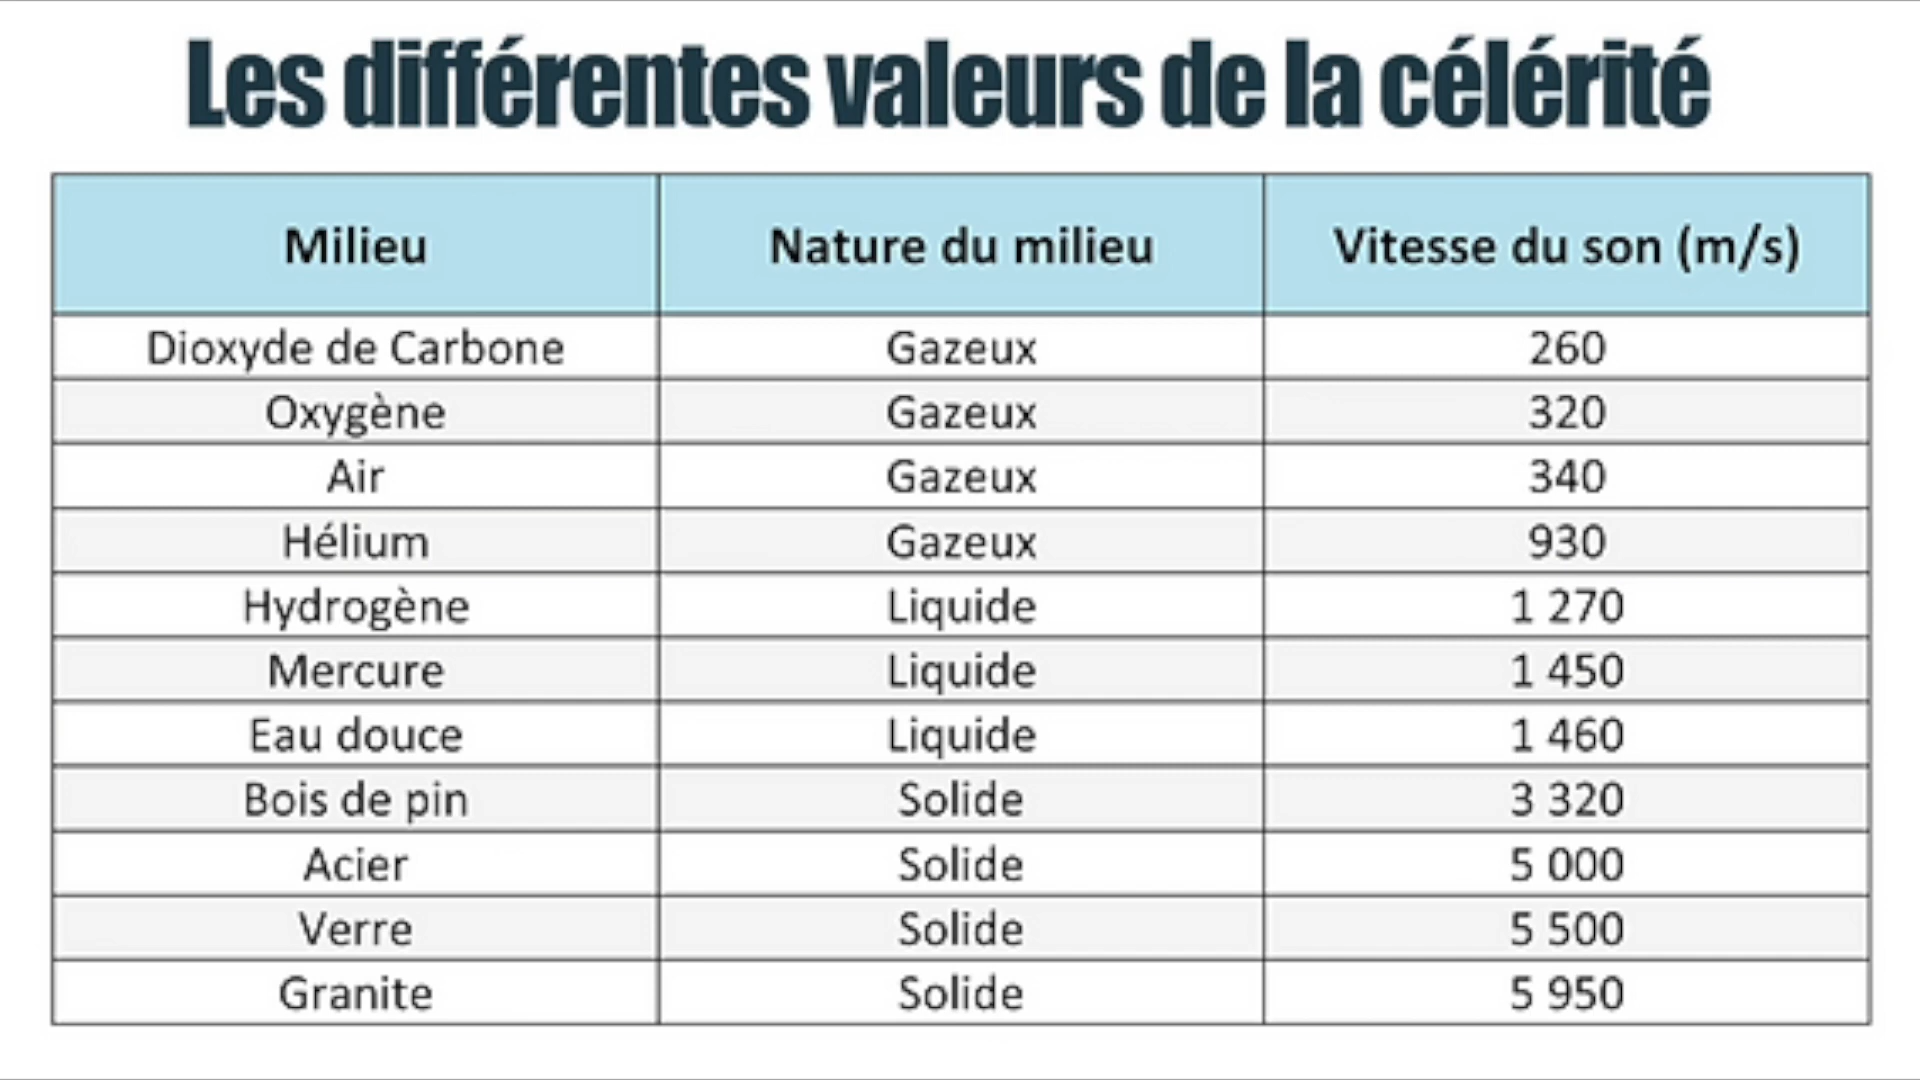 Les différentes valeurs de la célérité
Milieu Nature du milieu Vitesse du son (m/s)
Dioxyde de Carbone Gazeux 260
Oxygène Gazeux 320
Air Gazeux 340
Hélium Gazeux 930
Hydrogène Liquide 1 270
Mercure Liquide 1 450
Eau douce Liquide 1 460
Bois de pin Solide 3 320
Acier Solide 5 000
Verre Solide 5 500
Granite Solide 5 950